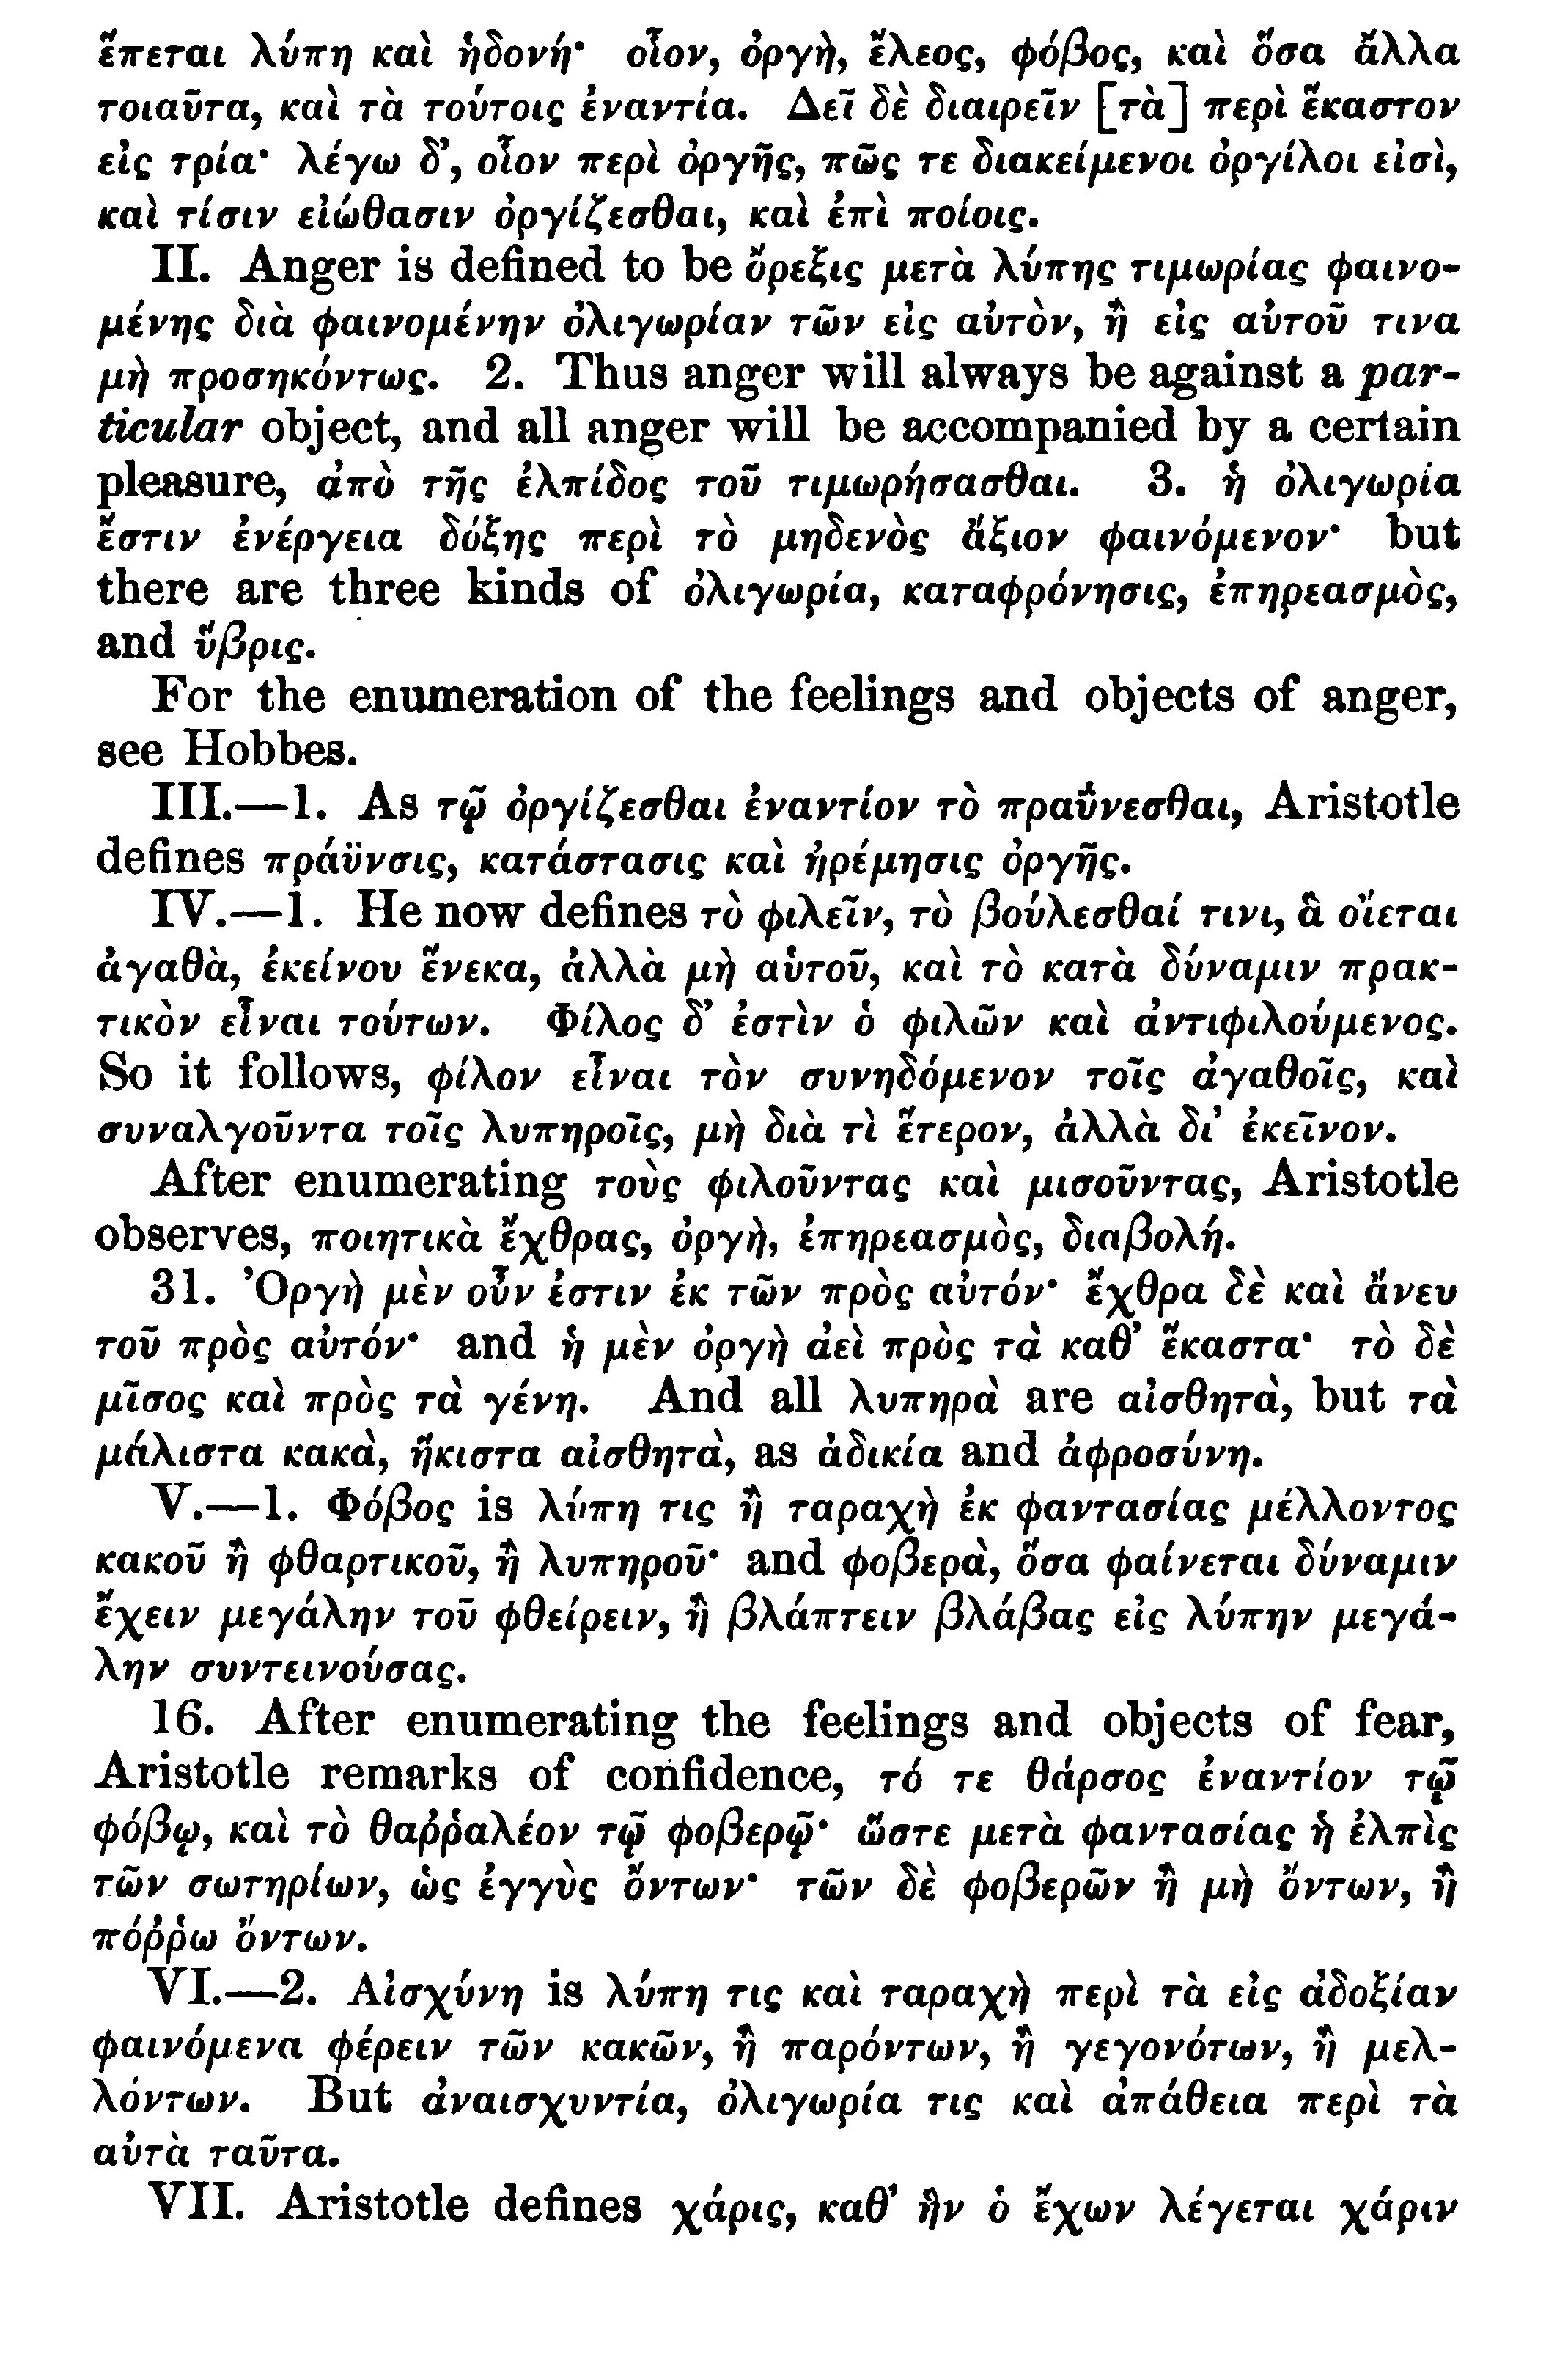 ἕπεται λύπη καὶ ἡδονή· οἷον, ὀργὴ, ἔλεος, φόβος, καὶ ὅσα ἄλλα
τοιαῦτα, καὶ τὰ τούτοις ἐναντία. Δεῖ δὲ διαιρεῖν [τὰ] περὶ ἕκαστον
εἰς τρία· λέγω δ’, οἷον περὶ ὀργῆς, πῶς τε διακείμενοι ὀργίλοι εἰσὶ,
καὶ τίσιν εἰώθασιν ὀργίζεσθαι, καὶ ἐπὶ ποίοις.
II. Anger is defined to be ὄρεξις μετὰ λύπης τιμωρίας φαινο-
μένης διὰ φαινομένην ὀλιγωρίαν τῶν εἰς αὐτὸν, ἢ εἰς αὐτοῦ τινα
μὴ προσηκόντως. 2. Thus anger will always be against a par-
ticular object, and all anger will be accompanied by a certain
pleasure, ἀπὸ τῆς ἐλπίδος τοῦ τιμωρήσασθαι. 3. ἡ ὀλιγωρία
ἔστιν ἐνέργεια δόξης περὶ τὸ μηδενὸς ἄξιον φαινόμενον· but
there are three kinds of ὀλιγωρία, καταφρόνησις, ἐπηρεασμὸς,
and ὕβρις.
For the enumeration of the feelings and objects of anger,
see Hobbes.
III.—1. As τῷ ὀργίζεσθαι ἐναντίον τὸ πραΰνεσθαι, Aristotle
defines πράϋνσις, κατάστασις καὶ ἠρέμησις ὀργῆς.
IV.—1. He now defines τὸ φιλεῖν, τὸ βούλεσθαί τινι, ἃ οἴεται
ἀγαθὰ, ἐκείνου ἕνεκα, ἀλλὰ μὴ αὑτοῦ, καὶ τὸ κατὰ δύναμιν πρακ-
τικὸν εἶναι τούτων. Φίλος δ’ ἐστὶν ὁ φιλῶν καὶ ἀντιφιλούμενος.
So it follows, φίλον εἶναι τὸν συνηδόμενον τοῖς ἀγαθοῖς, καὶ
συναλγοῦντα τοῖς λυπηροῖς, μὴ διὰ τὶ ἕτερον, ἀλλὰ δι’ ἐκεῖνον.
After enumerating τοὺς φιλοῦντας καὶ μισοῦντας, Aristotle
observes, ποιητικὰ ἔχθρας, ὀργὴ, ἐπηρεασμὸς, διαβολή.
31. Ὀργὴ μὲν οὖν ἐστιν ἐκ τῶν πρὸς αὐτόν· ἔχθρα δὲ καὶ ἄνευ
τοῦ πρὸς αὐτόν· and ἡ μὲν ὀργὴ ἀεὶ πρὸς τὰ καθ’ ἕκαστα· τὸ δὲ
μῖσος καὶ πρὸς τὰ γένη. And all λυπηρὰ are αἰσθητὰ, but τὰ
μάλιστα κακὰ, ἥκιστα αἰσθητὰ, as ἀδικία and ἀφροσύνη.
V.—1. Φόβος is λύπη τις ἢ ταραχὴ ἐκ φαντασίας μέλλοντος
κακοῦ ἢ φθαρτικοῦ, ἢ λυπηροῦ· and φοβερὰ, ὅσα φαίνεται δύναμιν
ἔχειν μεγάλην τοῦ φθείρειν, ἢ βλάπτειν βλάβας εἰς λύπην μεγά-
λην συντεινούσας.
16. After enumerating the feelings and objects of fear,
Aristotle remarks of confidence, τό τε θάρσος ἐναντίον τῷ
φόβῳ, καὶ τὸ θαῤῥαλέον τῷ φοβερῷ· ὥστε μετὰ φαντασίας ἡ ἐλπὶς
τῶν σωτηρίων, ὡς ἐγγὺς ὄντων· τῶν δὲ φοβερῶν ἢ μὴ ὄντων, ἢ
πόῤῥω ὄντων.
VI.—2. Αἰσχύνη is λύπη τις καὶ ταραχὴ περὶ τὰ εἰς ἀδοξίαν
φαινόμενα φέρειν τῶν κακῶν, ἢ παρόντων, ἢ γεγονότων, ἢ μελ-
λόντων. But ἀναισχυντία, ὀλιγωρία τις καὶ ἀπάθεια περὶ τὰ
αὐτὰ ταῦτα.
VII. Aristotle defines χάρις, καθ’ ἣν ὁ ἔχων λέγεται χάριν